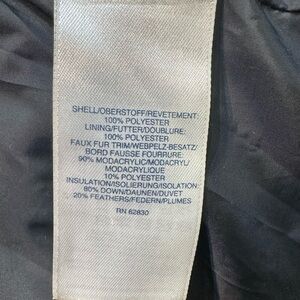 SHELL/OBERSTOFF/REVETEMENT:
100% POLYESTER
LINING/FUTTER/DOUBLURE:
100% POLYESTER
FAUX FUR TRIM/WEBPELZ-BESATZ/
BORD FAUSSE FOURRURE:
90% MODACRYLIC/MODACRYL/
MODACRYLIQUE
10% POLYESTER
INSULATION/ISOLIERUNG/ISOLATION:
80% DOWN/DAUNEN/DUVET
20% FEATHERS/FEDERN/PLUMES
RN 62830